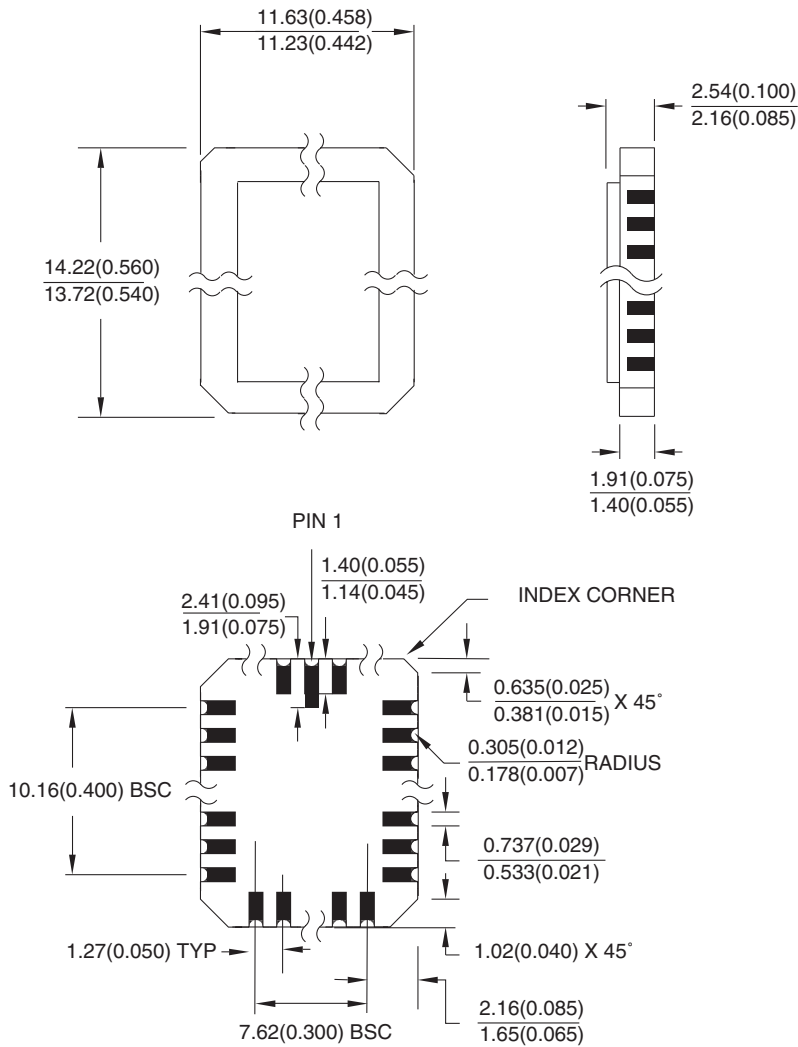 11.63(0.458)
11.23(0.442)
2.54(0.100)
2.16(0.085)
14.22(0.560)
13.72(0.540)
1.91(0.075)
1.40(0.055)
PIN 1
1.40(0.055)
1.14(0.045)
2.41(0.095)
1.91(0.075)
INDEX CORNER
0.635(0.025)
0.381(0.015) X 45°
0.305(0.012)
0.178(0.007) RADIUS
10.16(0.400) BSC
0.737(0.029)
0.533(0.021)
1.27(0.050) TYP
1.02(0.040) X 45°
2.16(0.085)
1.65(0.065)
7.62(0.300) BSC